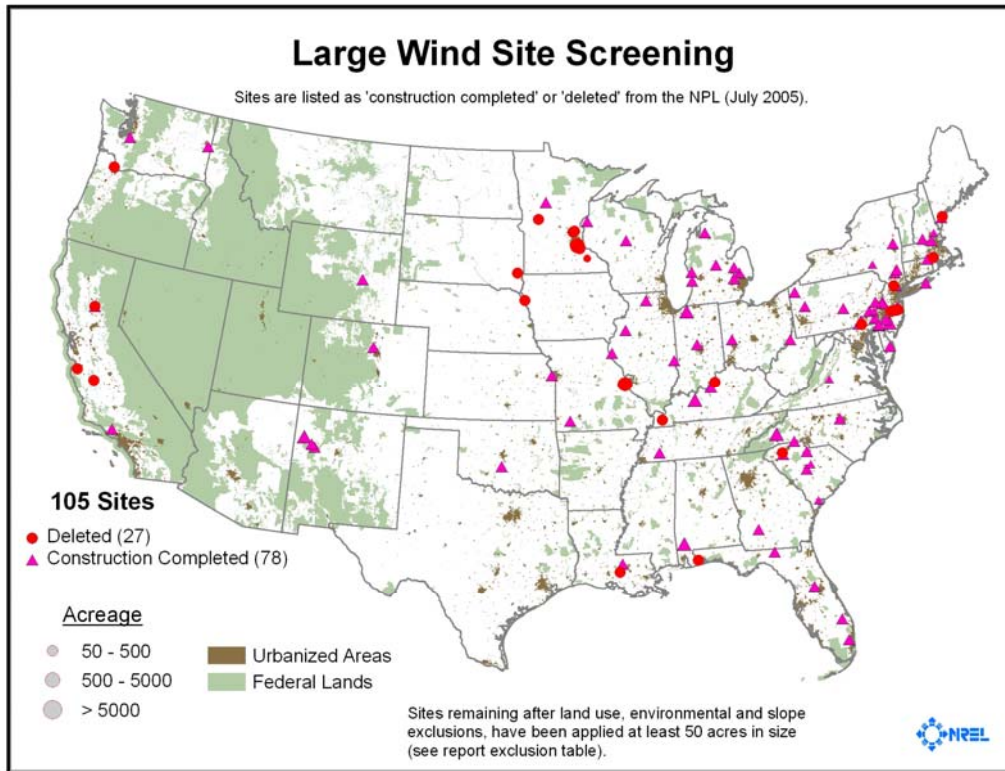 Large Wind Site Screening
Sites are listed as 'construction completed' or 'deleted' from the NPL (July 2005).
105 Sites
Deleted (27)
Construction Completed (78)
Acreage
50 - 500
500 - 5000
> 5000
Urbanized Areas
Federal Lands
Sites remaining after land use, environmental and slope
exclusions, have been applied at least 50 acres in size
(see report exclusion table).
NREL